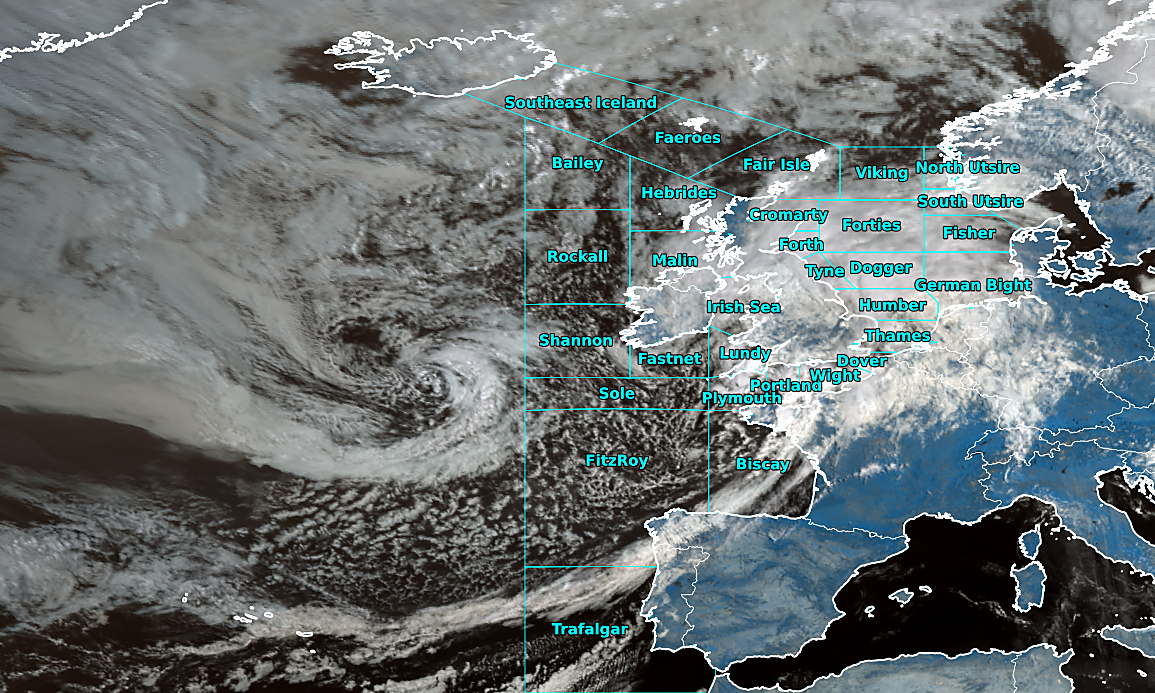 Southeast Iceland
Faeroes
Bailey
Fair Isle
Viking
North Utsire
Hebrides
South Utsire
Cromarty
Forties
Fisher
Forth
Rockall
Malin
Tyne
Dogger
German Bight
Irish Sea
Humber
Shannon
Thames
Fastnet
Lundy
Dover
Wight
Portland
Sole
Plymouth
FitzRoy
Biscay
Trafalgar